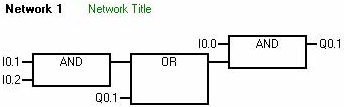 Network 1 Network Title
I0.0 AND Q0.1
I0.1 AND OR
I0.2
Q0.1